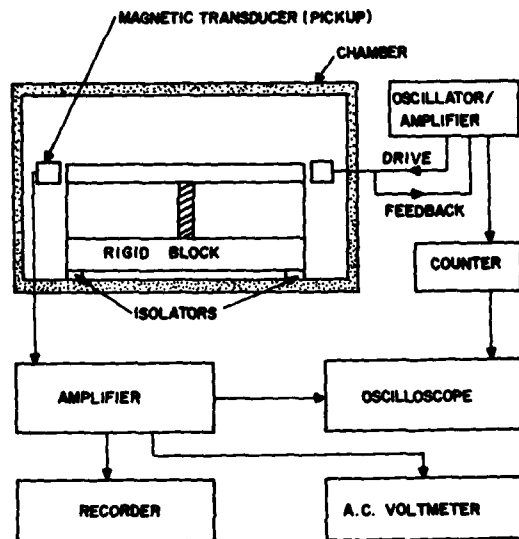 MAGNETIC TRANSDUCER (PICKUP)
CHAMBER
OSCILLATOR/
AMPLIFIER
DRIVE
FEEDBACK
RIGID BLOCK
COUNTER
ISOLATORS
AMPLIFIER
OSCILLOSCOPE
RECORDER
A.C. VOLTMETER